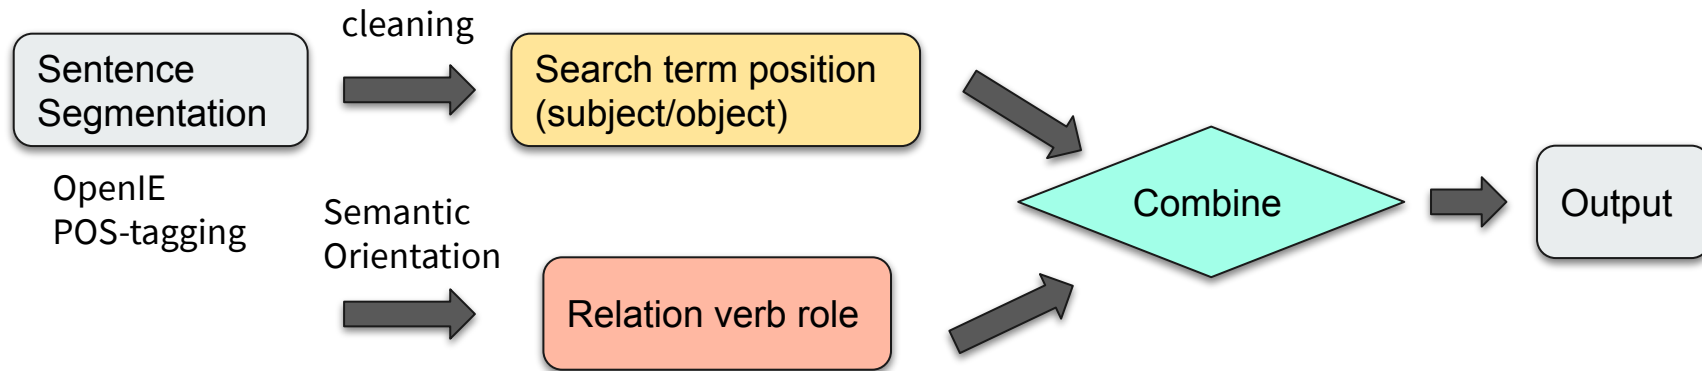 cleaning
Sentence
Segmentation
Search term position
(subject/object)
OpenIE
POS-tagging
Semantic
Orientation
Relation verb role
Combine
Output